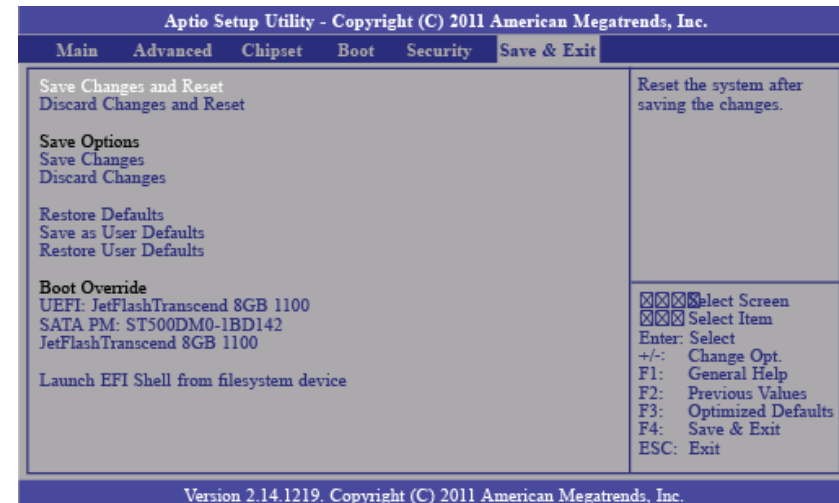 Aptio Setup Utility - Copyright (C) 2011 American Megatrends, Inc.
Main Advanced Chipset Boot Security Save & Exit
Save Changes and Reset
Discard Changes and Reset
Save Options
Save Changes
Discard Changes
Restore Defaults
Save as User Defaults
Restore User Defaults
Boot Override
UEFI: JetFlashTranscend 8GB 1100
SATA PM: ST500DM0-1BD142
JetFlashTranscend 8GB 1100
Launch EFI Shell from filesystem device
Reset the system after
saving the changes.
Select Screen
Select Item
Enter: Select
+/-: Change Opt.
F1: General Help
F2: Previous Values
F3: Optimized Defaults
F4: Save & Exit
ESC: Exit
Version 2.14.1219. Copyright (C) 2011 American Megatrends, Inc.